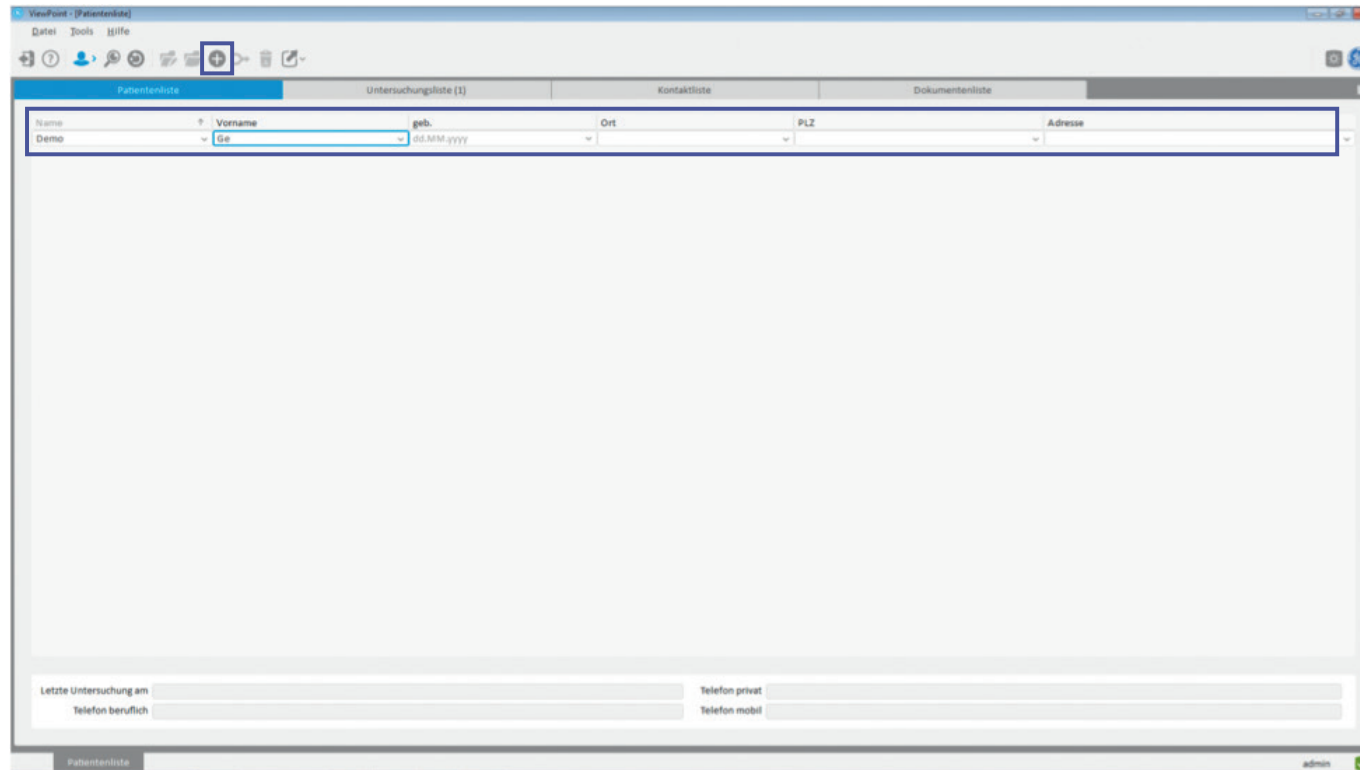 ViewPoint - [Patientenliste]
Datei Tools Hilfe
Patientenliste Untersuchungsliste (1) Kontaktliste Dokumentenliste
Name Vorname geb. Ort PLZ Adresse
Demo Ge dd.MM.yyyy
Letzte Untersuchung am Telefon privat
Telefon beruflich Telefon mobil
Patientenliste admin